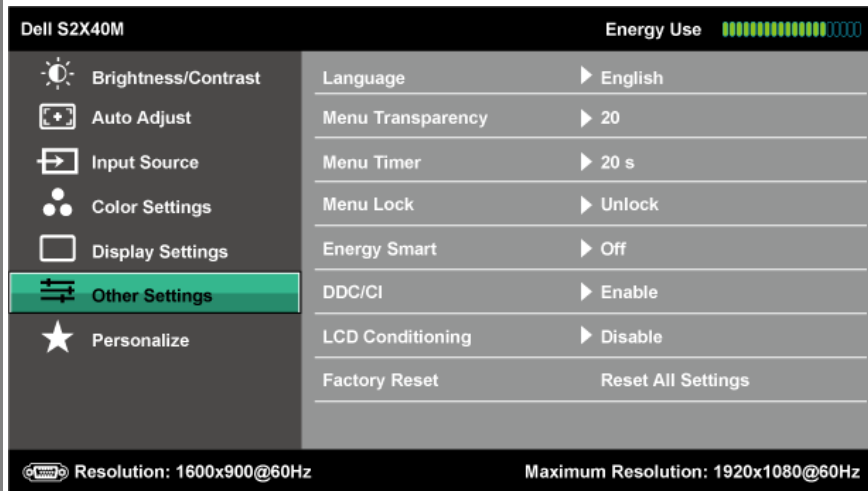 Dell S2X40M Energy Use
Brightness/Contrast Language English
Auto Adjust Menu Transparency 20
Input Source Menu Timer 20 s
Color Settings Menu Lock Unlock
Display Settings Energy Smart Off
Other Settings DDC/CI Enable
Personalize LCD Conditioning Disable
Factory Reset Reset All Settings
Resolution: 1600x900@60Hz Maximum Resolution: 1920x1080@60Hz